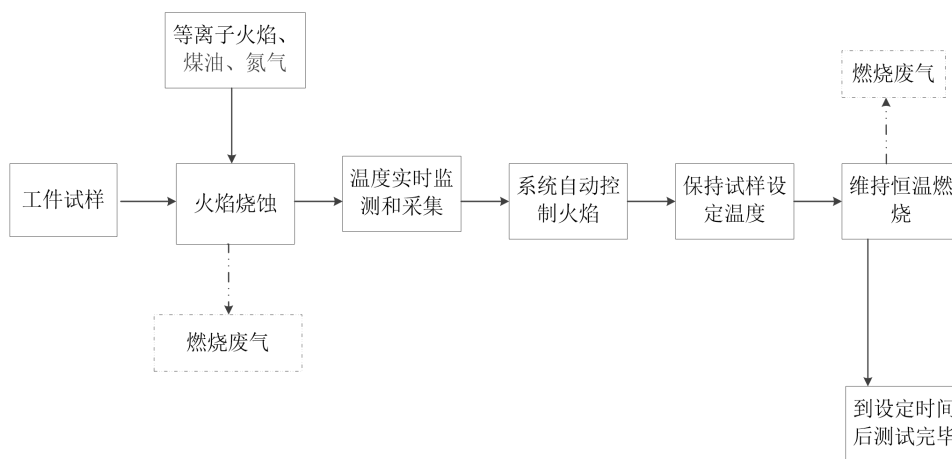 等离子火焰、
煤油、氮气
燃烧废气
工件试样
火焰烧蚀
温度实时监
测和采集
系统自动控
制火焰
保持试样设
定温度
维持恒温燃
烧
燃烧废气
到设定时间
后测试完毕